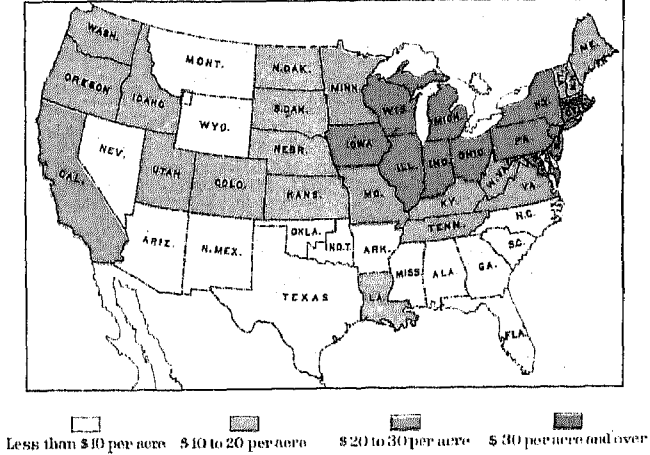 WASH.
MONT.
N.DAK.
MINN.
ME.
OREGON
IDAHO
S.DAK.
WIS.
MICH.
N.Y.
WYO.
IOWA
PA.
NEV.
NEBR.
ILL.
IND.
OHIO
CAL.
UTAH
COLO.
KANS.
MO.
W.VA.
VA.
KY.
ARIZ.
N.MEX.
OKLA.
IND.T.
ARK.
TENN.
N.C.
S.C.
TEXAS
LA.
MISS.
ALA.
GA.
FLA.
Less than $10 per acre $10 to 20 per acre $20 to 30 per acre $30 per acre and over